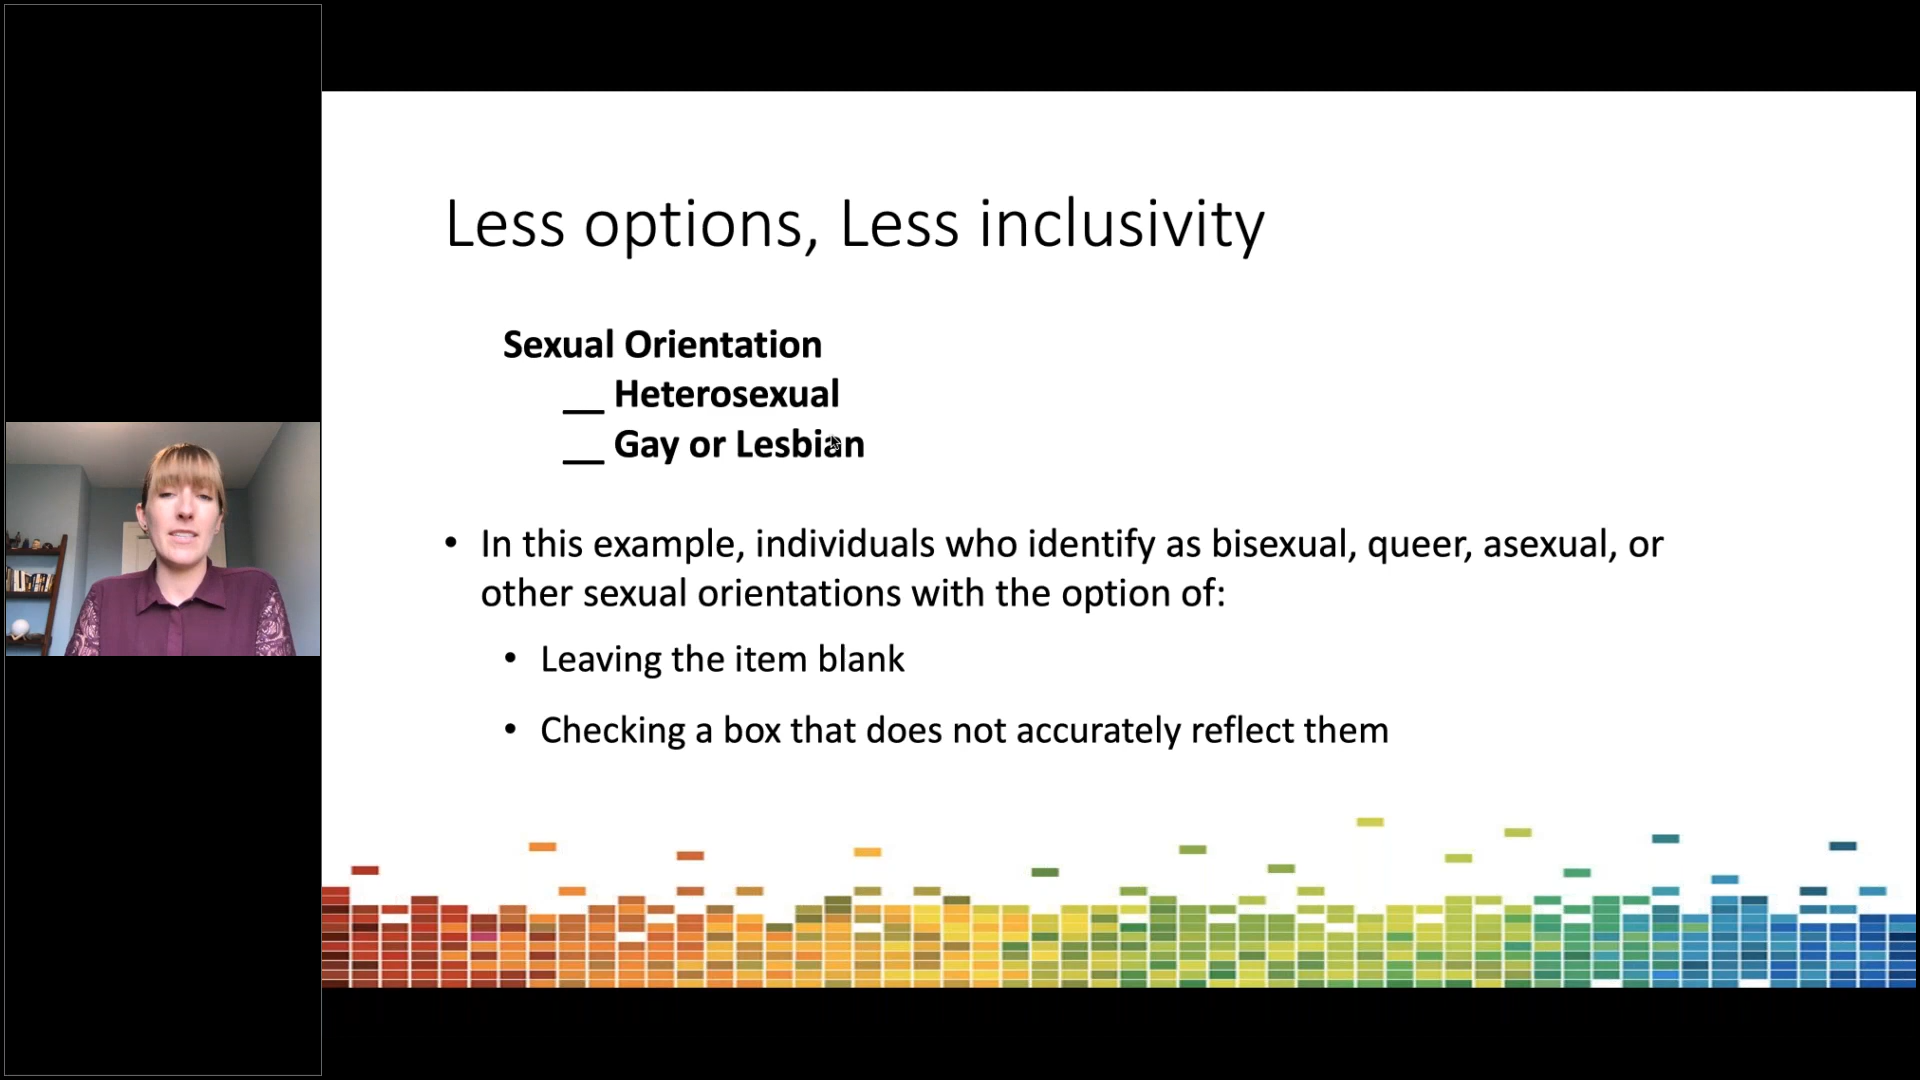 Less options, Less inclusivity
Sexual Orientation
__ Heterosexual
__ Gay or Lesbian
• In this example, individuals who identify as bisexual, queer, asexual, or
other sexual orientations with the option of:
• Leaving the item blank
• Checking a box that does not accurately reflect them